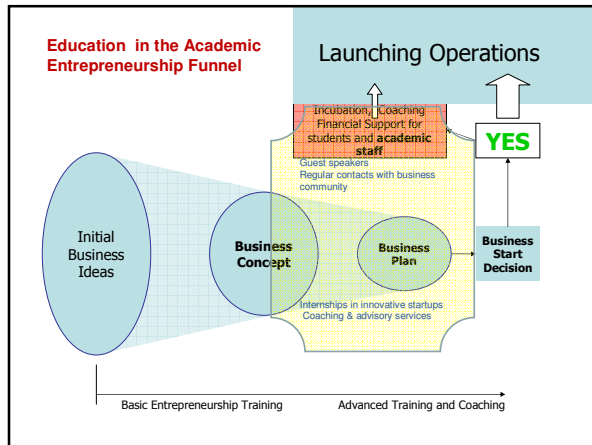 Education in the Academic
Entrepreneurship Funnel
Launching Operations
Incubation, Coaching
Financial Support for
students and academic
staff
YES
Guest speakers
Regular contacts with business
community
Initial
Business
Ideas
Business
Concept
Business
Plan
Business
Start
Decision
Internships in innovative startups
Coaching & advisory services
Basic Entrepreneurship Training
Advanced Training and Coaching